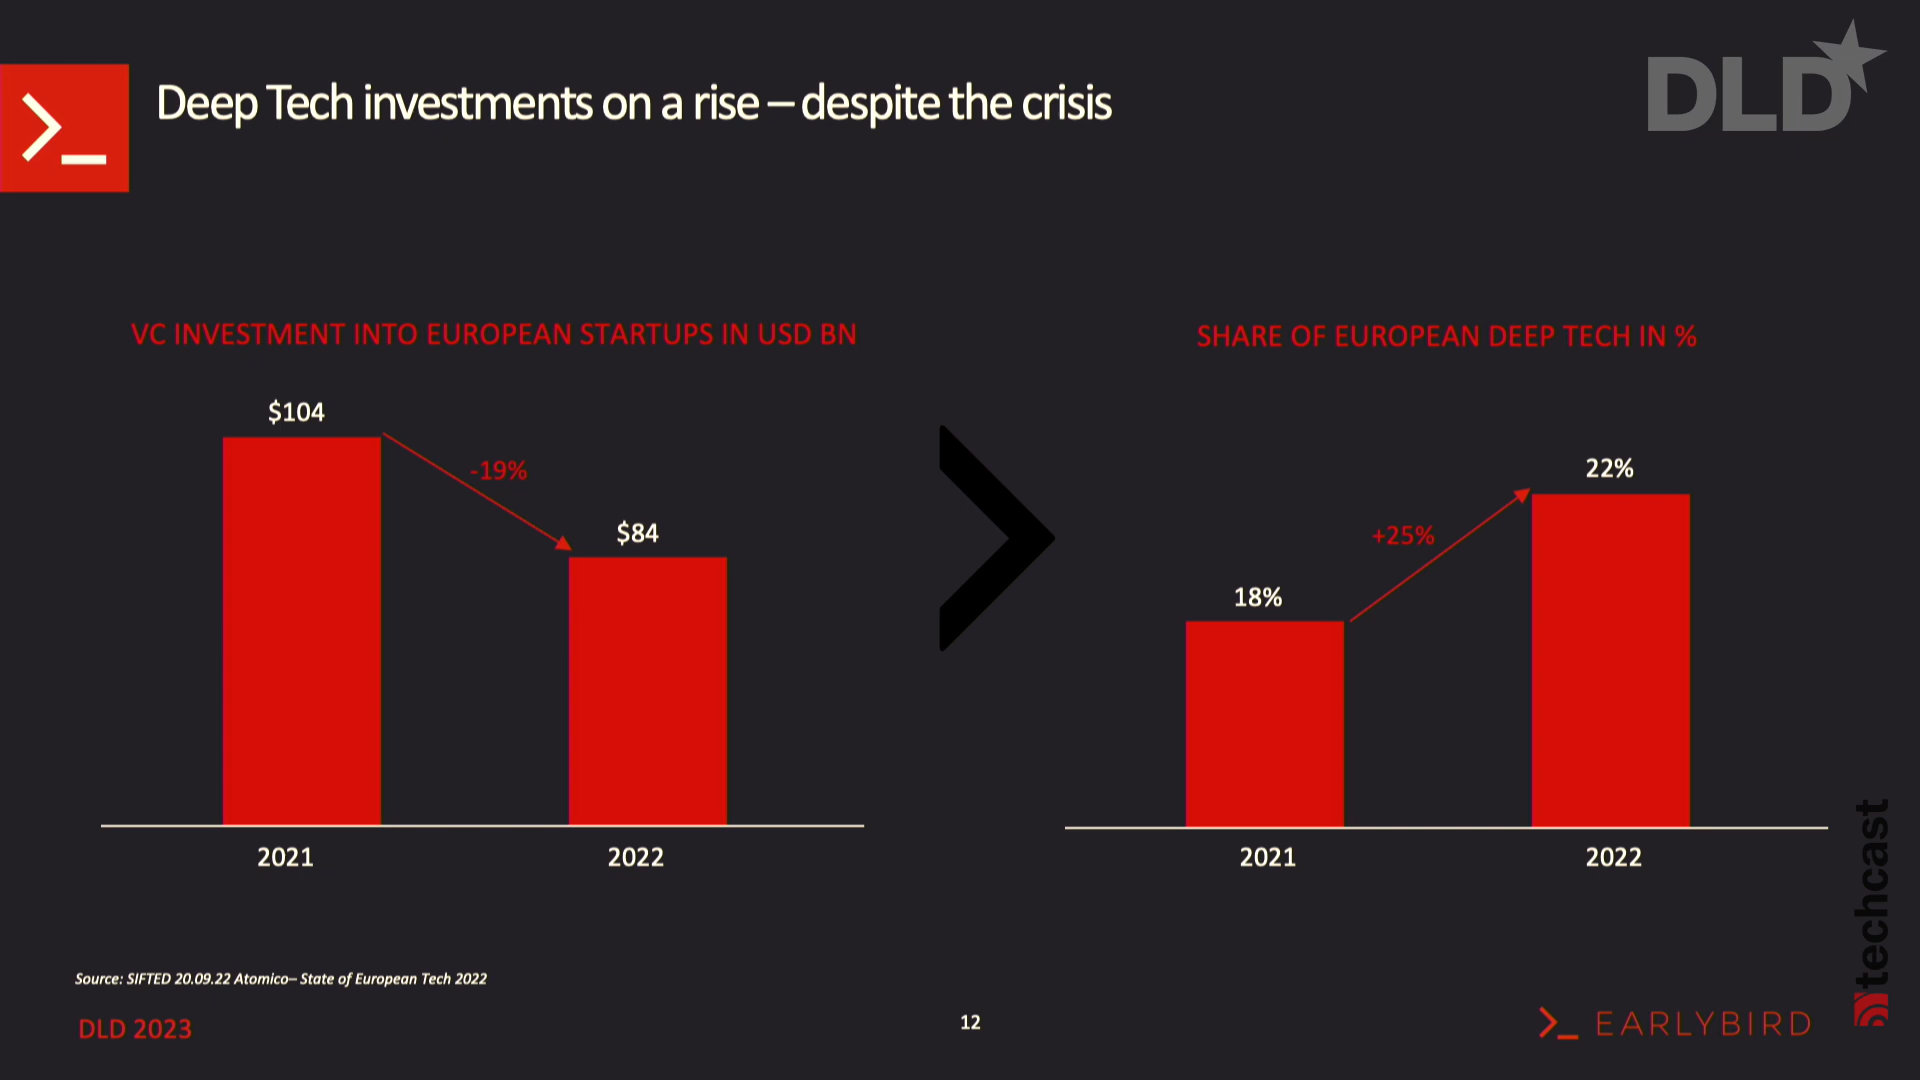 DLD
>_
Deep Tech investments on a rise – despite the crisis
VC INVESTMENT INTO EUROPEAN STARTUPS IN USD BN
$104
-19%
$84
2021
2022
SHARE OF EUROPEAN DEEP TECH IN %
18%
+25%
22%
2021
2022
Source: SIFTED 20.09.22 Atomico– State of European Tech 2022
DLD 2023
12
>_ EARLYBIRD
techcast